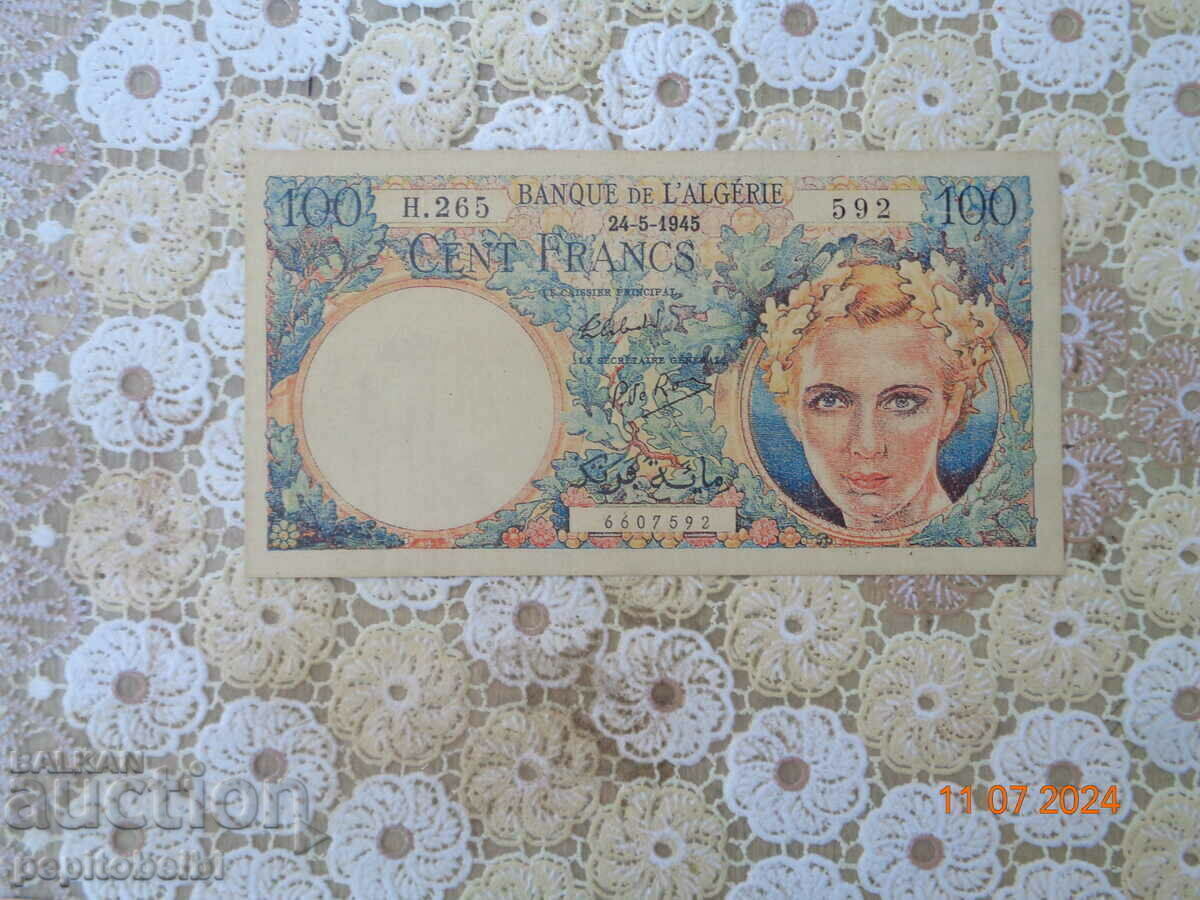 BANQUE DE L'ALGÉRIE
100 H.265 592 100
24-5-1945
CENT FRANCS
LE CAISSIER PRINCIPAL
LE SECRÉTAIRE GÉNÉRAL
مائة فرنك
6607592
BALKAN
auction
pepitobelbl
11 07 2024